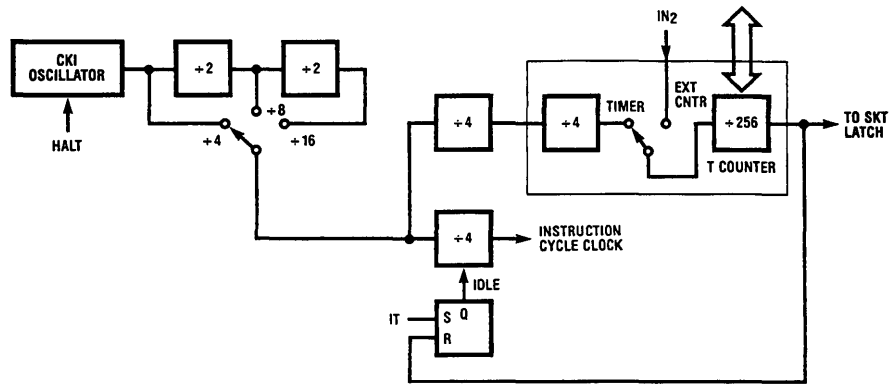 CKI
OSCILLATOR
HALT
÷2
÷2
÷4
÷8
÷16
÷4
÷4
TIMER
IN2
EXT
CNTR
÷256
T COUNTER
TO SKT
LATCH
÷4
INSTRUCTION
CYCLE CLOCK
IDLE
IT
S Q
R